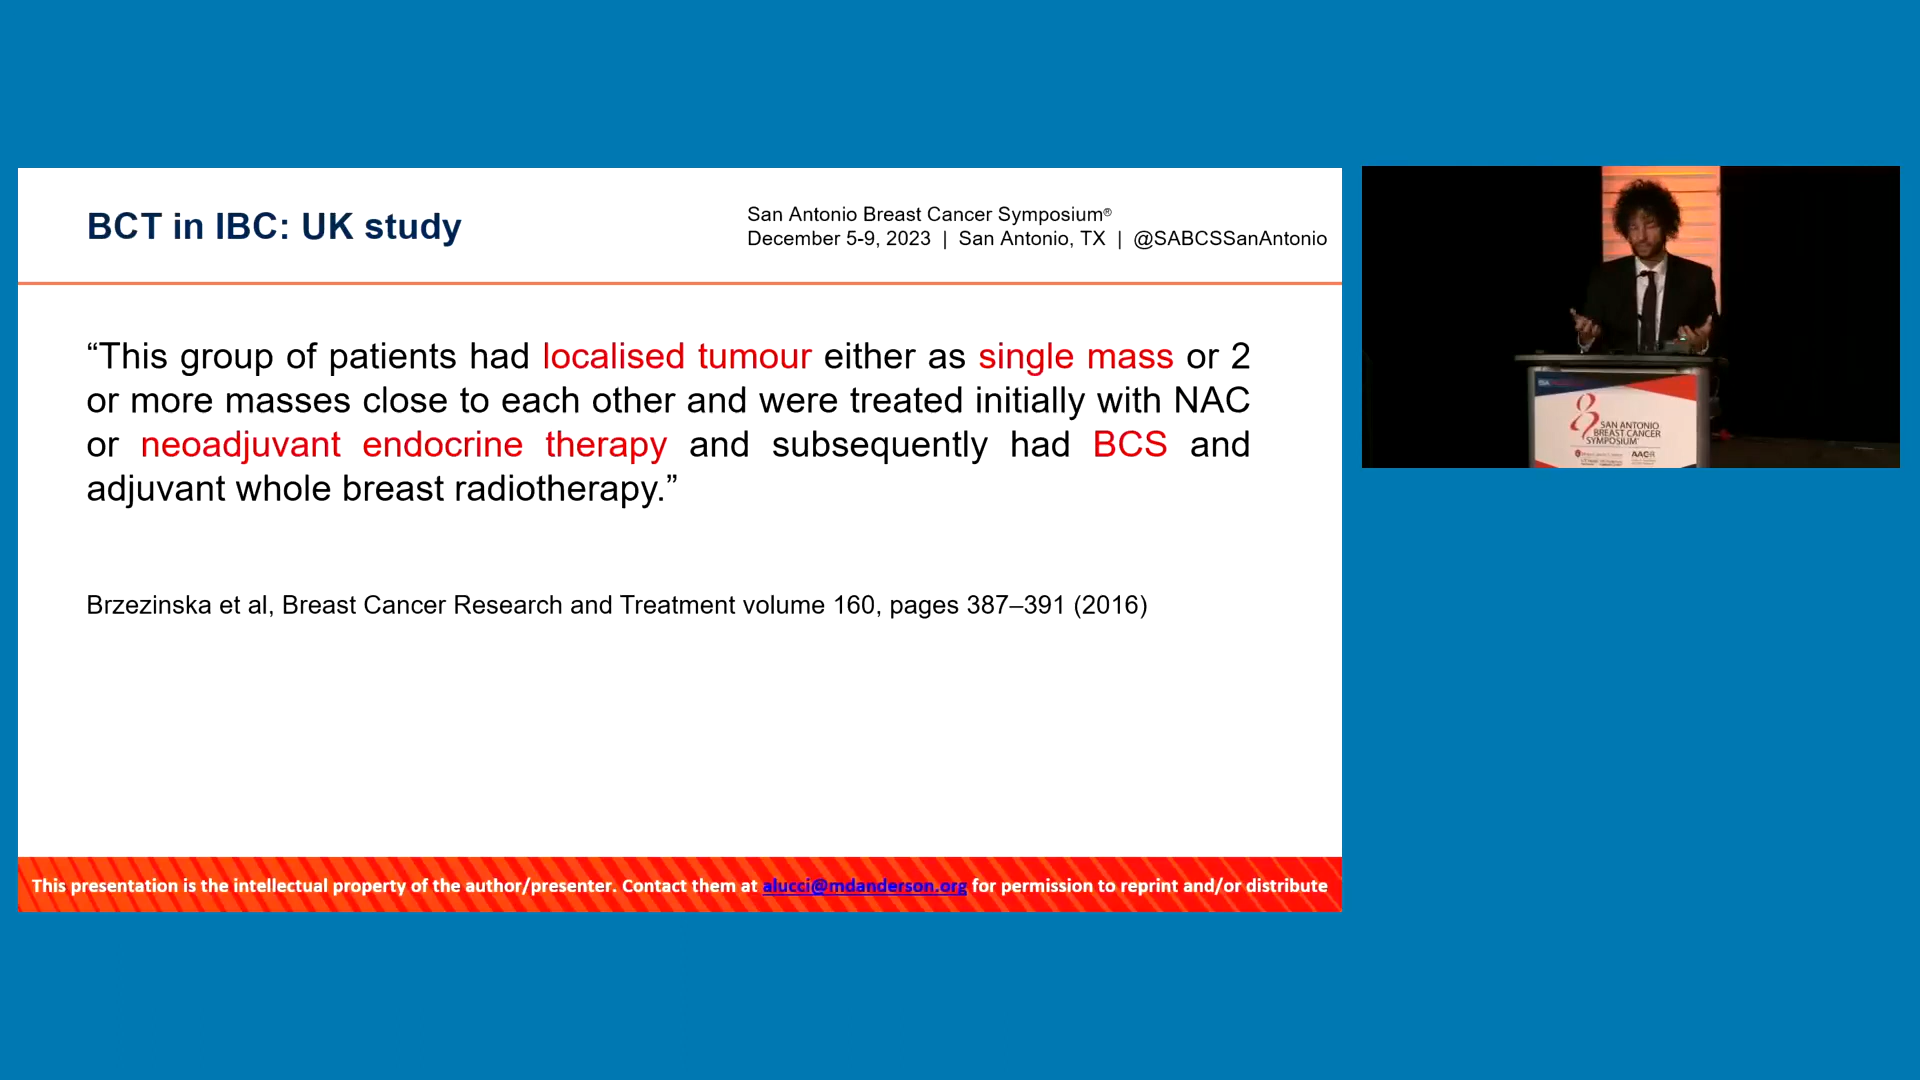 BCT in IBC: UK study
San Antonio Breast Cancer Symposium®
December 5-9, 2023 | San Antonio, TX | @SABCSSanAntonio
“This group of patients had localised tumour either as single mass or 2
or more masses close to each other and were treated initially with NAC
or neoadjuvant endocrine therapy and subsequently had BCS and
adjuvant whole breast radiotherapy.”
Brzezinska et al, Breast Cancer Research and Treatment volume 160, pages 387–391 (2016)
This presentation is the intellectual property of the author/presenter. Contact them at alucci@mdanderson.org for permission to reprint and/or distribute
SAN ANTONIO
BREAST CANCER
SYMPOSIUM
AACR